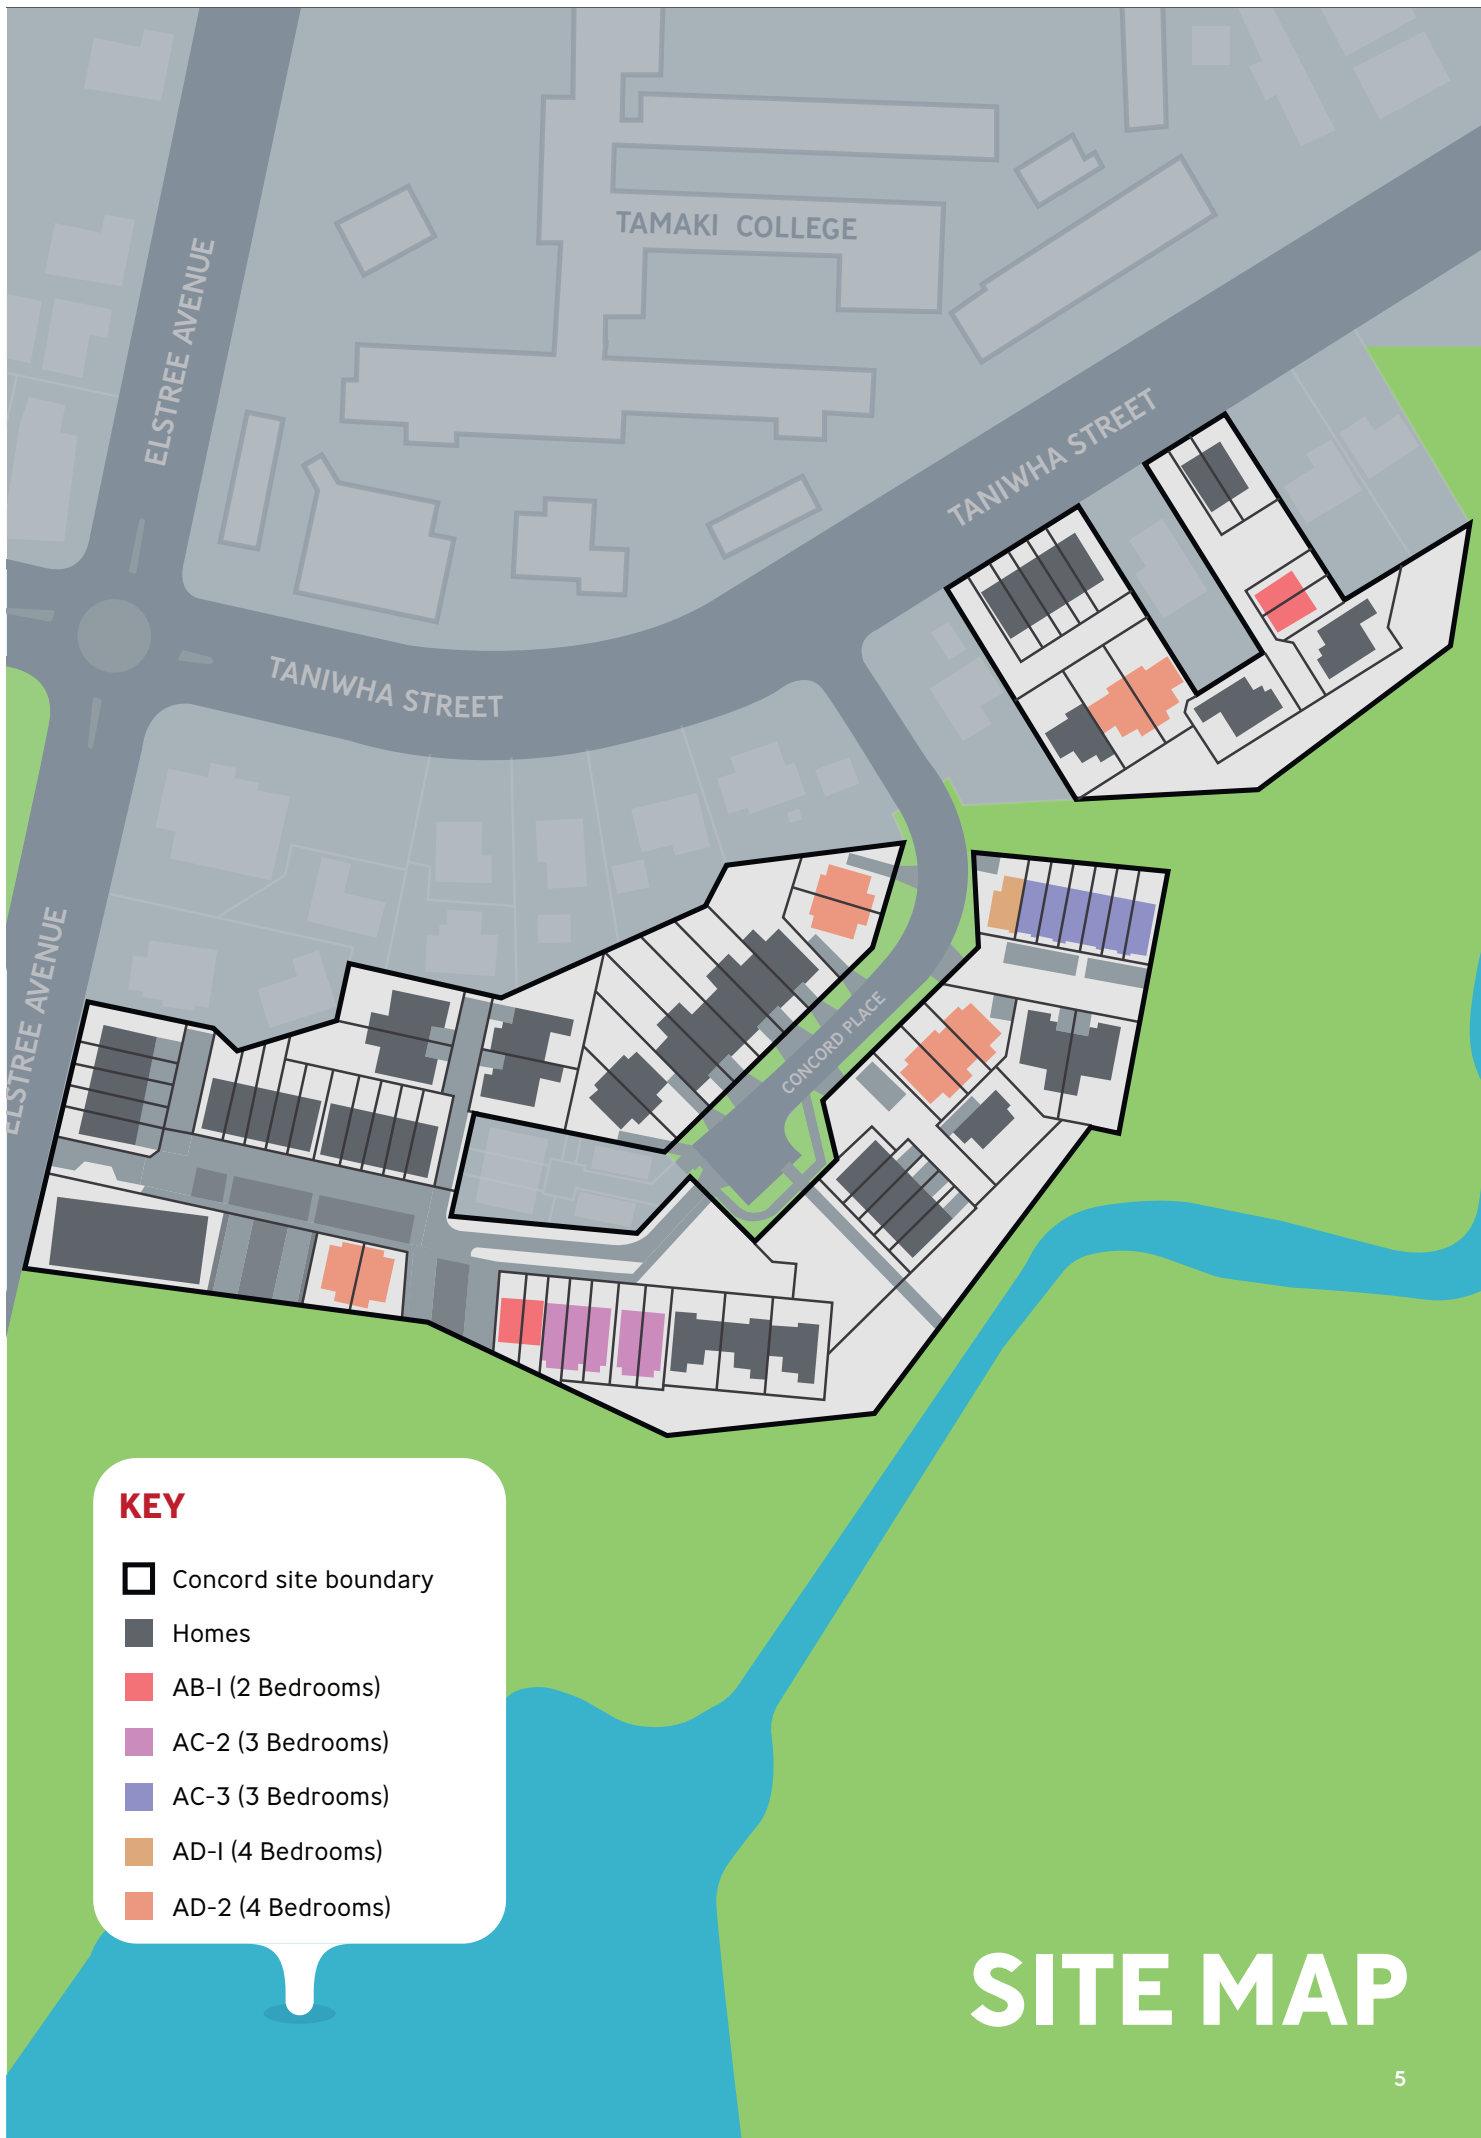 TAMAKI COLLEGE
ELSTREE AVENUE
TANIWHA STREET
TANIWHA STREET
ELSTREE AVENUE
CONCORD PLACE
KEY
Concord site boundary
Homes
AB-1 (2 Bedrooms)
AC-2 (3 Bedrooms)
AC-3 (3 Bedrooms)
AD-1 (4 Bedrooms)
AD-2 (4 Bedrooms)
SITE MAP
5